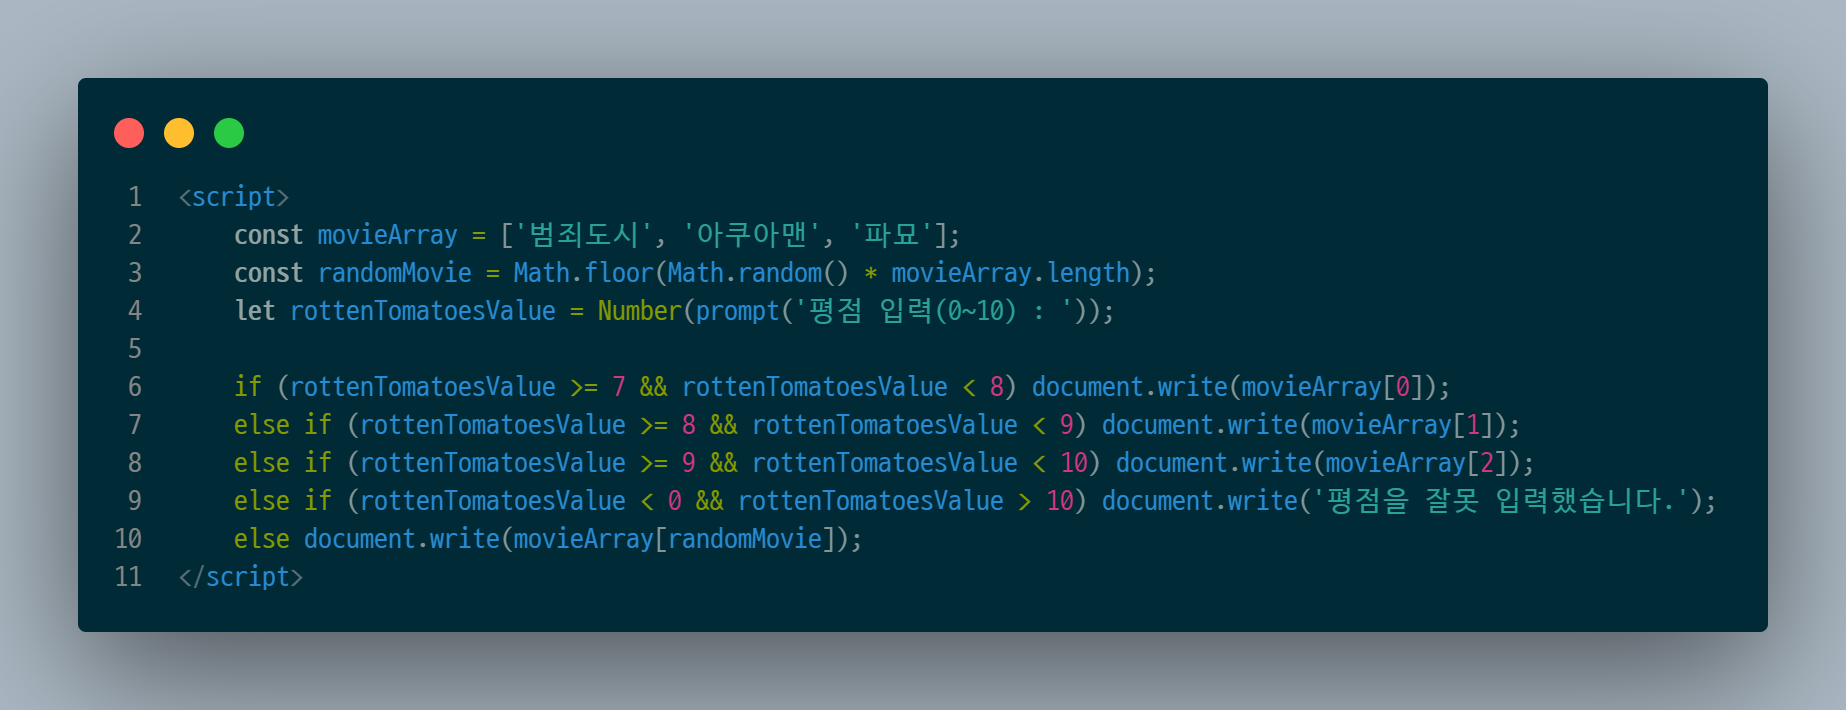 1 <script>
2     const movieArray = ['범죄도시', '아쿠아맨', '파묘'];
3     const randomMovie = Math.floor(Math.random() * movieArray.length);
4     let rottenTomatoesValue = Number(prompt('평점 입력(0~10) : '));
5
6     if (rottenTomatoesValue >= 7 && rottenTomatoesValue < 8) document.write(movieArray[0]);
7     else if (rottenTomatoesValue >= 8 && rottenTomatoesValue < 9) document.write(movieArray[1]);
8     else if (rottenTomatoesValue >= 9 && rottenTomatoesValue < 10) document.write(movieArray[2]);
9     else if (rottenTomatoesValue < 0 && rottenTomatoesValue > 10) document.write('평점을 잘못 입력했습니다.');
10     else document.write(movieArray[randomMovie]);
11 </script>